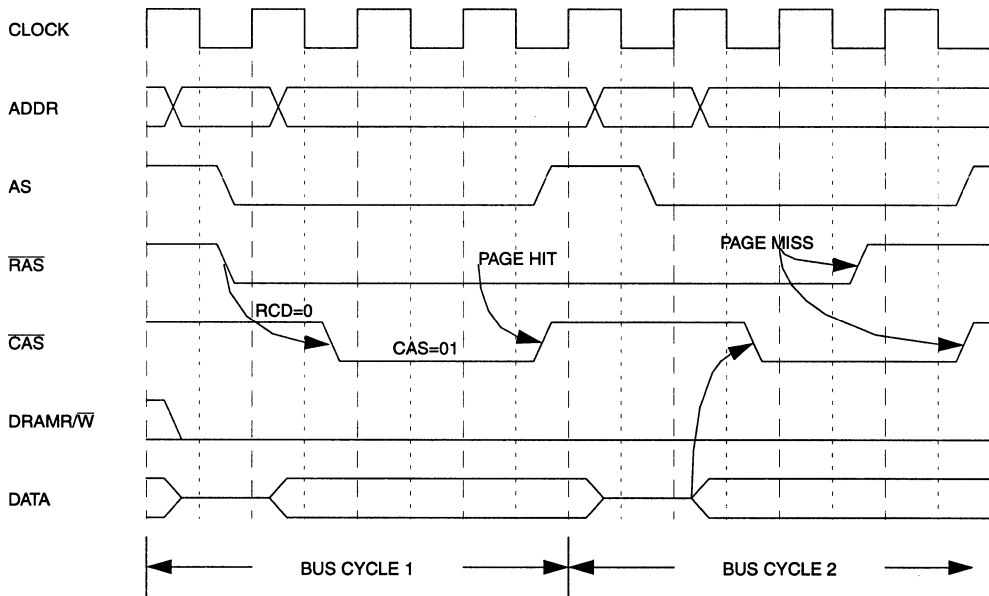 CLOCK
ADDR
AS
RAS
PAGE HIT
PAGE MISS
RCD=0
CAS
CAS=01
DRAMR/W
DATA
BUS CYCLE 1
BUS CYCLE 2